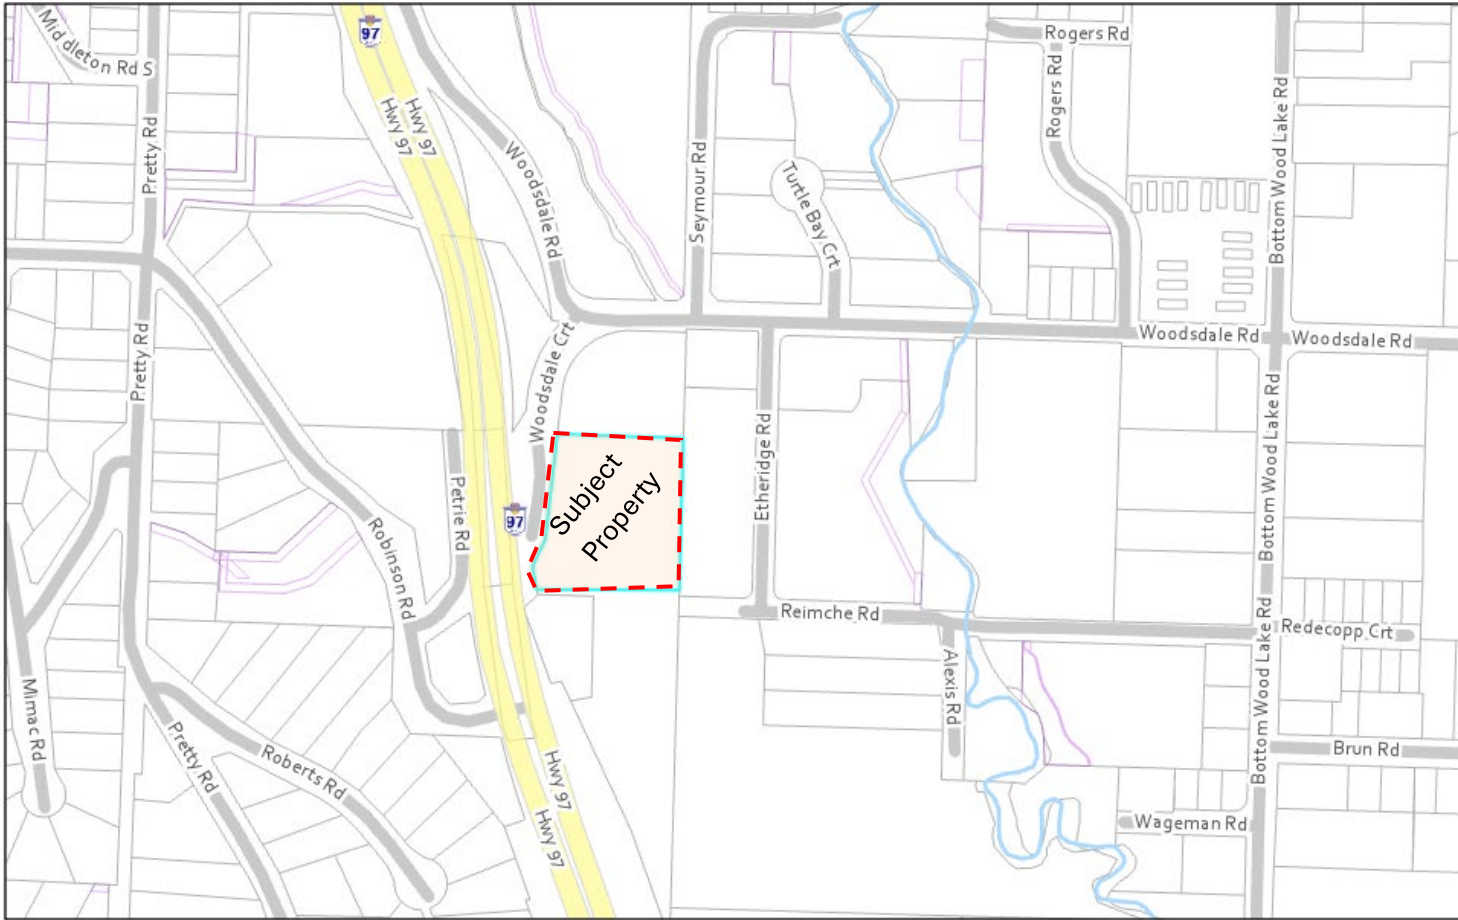 Middleton Rd S
97
Rogers Rd
Pretty Rd
Hwy 97
Hwy 97
Rogers Rd
Bottom Wood Lake Rd
Woodsdale Rd
Seymour Rd
Turtle Bay Crt
Pretty Rd
Woodsdale Crt
Woodsdale Rd
Woodsdale Rd
Bottom Wood Lake Rd
Etheridge Rd
Petrie Rd
97
Subject
Property
Robinson Rd
Reimche Rd
Bottom Wood Lake Rd
Redecopp Crt
Alexis Rd
Mimac Rd
Pretty Rd
Roberts Rd
Hwy 97
Hwy 97
Brun Rd
Wageman Rd